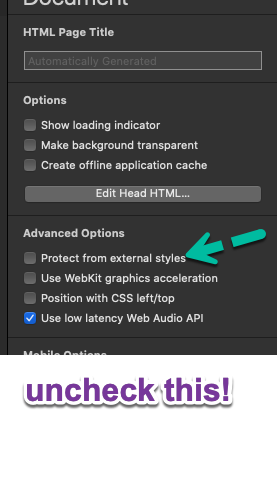 Document
HTML Page Title
Automatically Generated
Options
Show loading indicator
Make background transparent
Create offline application cache
Edit Head HTML...
Advanced Options
Protect from external styles
Use WebKit graphics acceleration
Position with CSS left/top
Use low latency Web Audio API
Mobile Options
uncheck this!